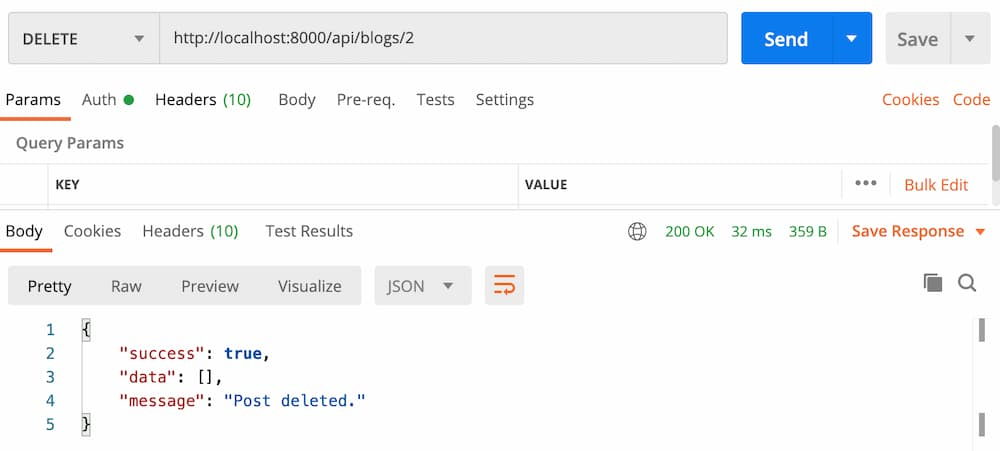 DELETE http://localhost:8000/api/blogs/2 Send Save
Params Auth Headers (10) Body Pre-req. Tests Settings Cookies Code
Query Params
KEY VALUE ••• Bulk Edit
Body Cookies Headers (10) Test Results 200 OK 32 ms 359 B Save Response
Pretty Raw Preview Visualize JSON
1 {
2 "success": true,
3 "data": [],
4 "message": "Post deleted."
5 }